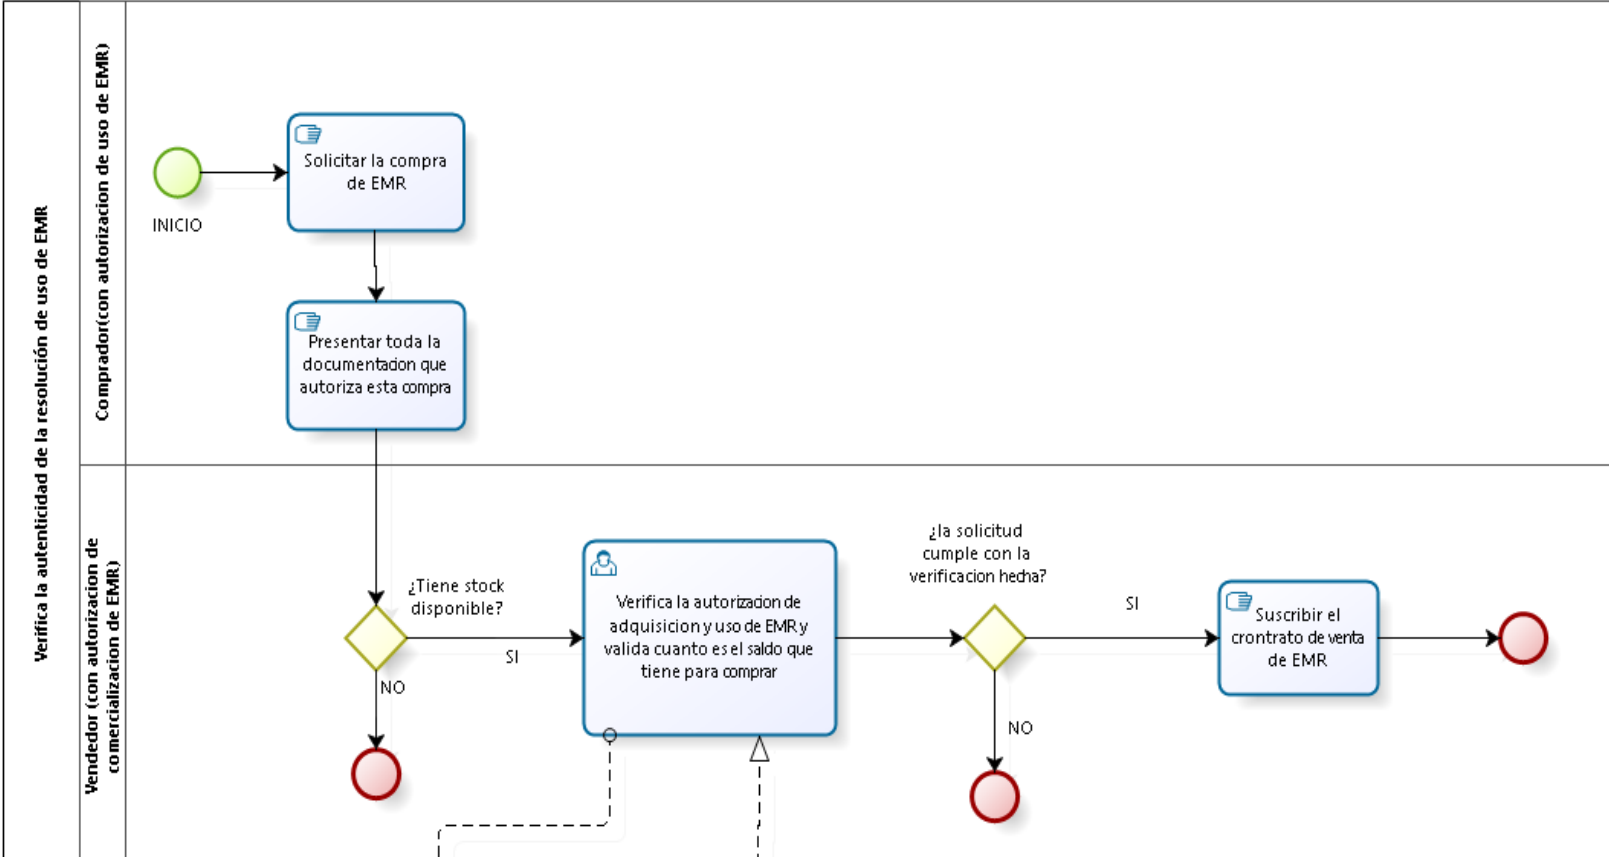 Verifica la autenticidad de la resolución de uso de EMR
Comprador(con autorizacion de uso de EMR)
INICIO
Solicitar la compra
de EMR
Presentar toda la
documentacion que
autoriza esta compra
Vendedor (con autorizacion de
comercializacion de EMR)
¿Tiene stock
disponible?
SI
NO
Verifica la autorizacion de
adquisicion y uso de EMR y
valida cuanto es el saldo que
tiene para comprar
¿la solicitud
cumple con la
verificacion hecha?
SI
NO
Suscribir el
crontrato de venta
de EMR